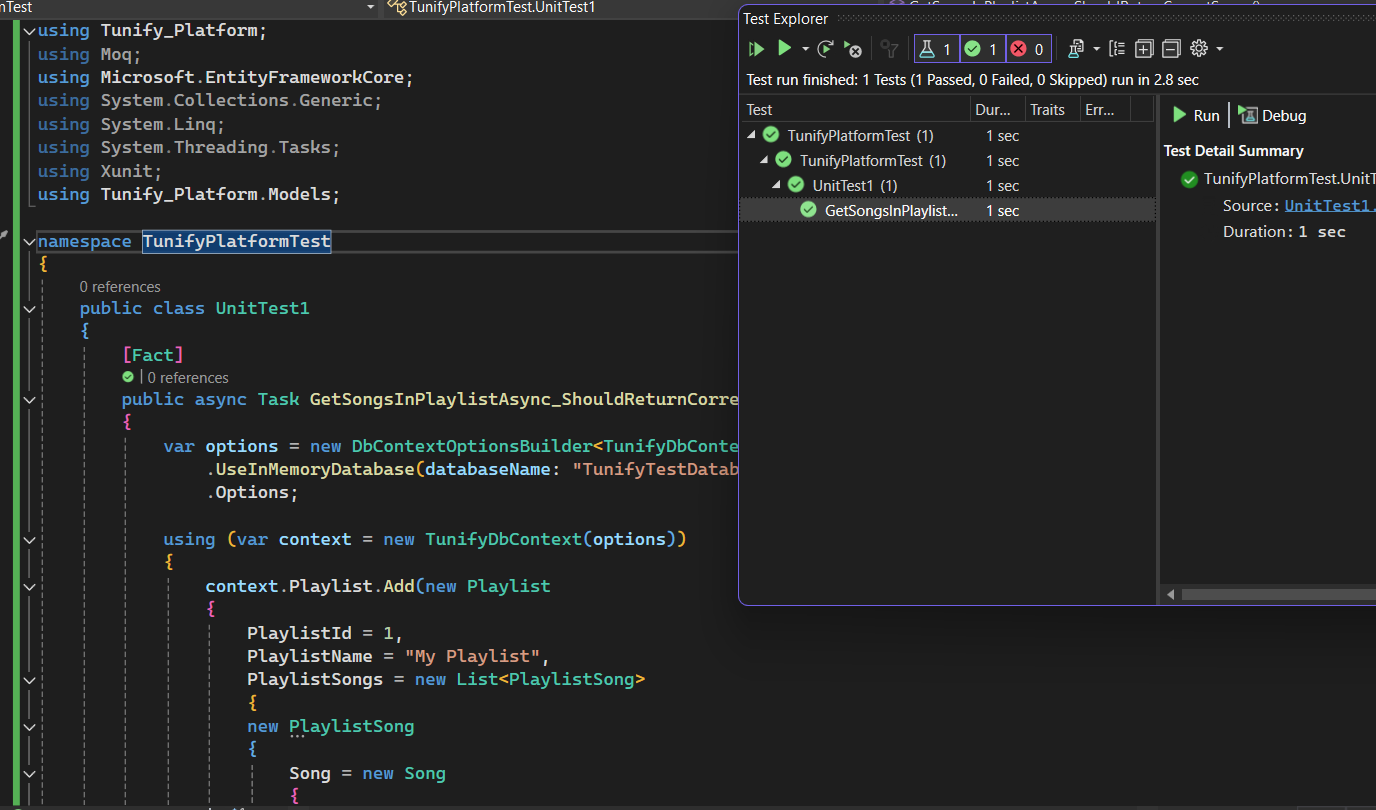 mTest
TunifyPlatformTest.UnitTest1
using Tunify_Platform;
using Moq;
using Microsoft.EntityFrameworkCore;
using System.Collections.Generic;
using System.Linq;
using System.Threading.Tasks;
using Xunit;
using Tunify_Platform.Models;
namespace TunifyPlatformTest
{
0 references
public class UnitTest1
{
[Fact]
| 0 references
public async Task GetSongsInPlaylistAsync_ShouldReturnCorre
{
var options = new DbContextOptionsBuilder<TunifyDbConte
.UseInMemoryDatabase(databaseName: "TunifyTestDatab
.Options;
using (var context = new TunifyDbContext(options))
{
context.Playlist.Add(new Playlist
{
PlaylistId = 1,
PlaylistName = "My Playlist",
PlaylistSongs = new List<PlaylistSong>
{
new PlaylistSong
{
Song = new Song
{
Test Explorer
1 1 0
Test run finished: 1 Tests (1 Passed, 0 Failed, 0 Skipped) run in 2.8 sec
Test Dur... Traits Err...
TunifyPlatformTest (1) 1 sec
TunifyPlatformTest (1) 1 sec
UnitTest1 (1) 1 sec
GetSongsInPlaylist... 1 sec
Run Debug
Test Detail Summary
TunifyPlatformTest.UnitT
Source: UnitTest1.
Duration: 1 sec